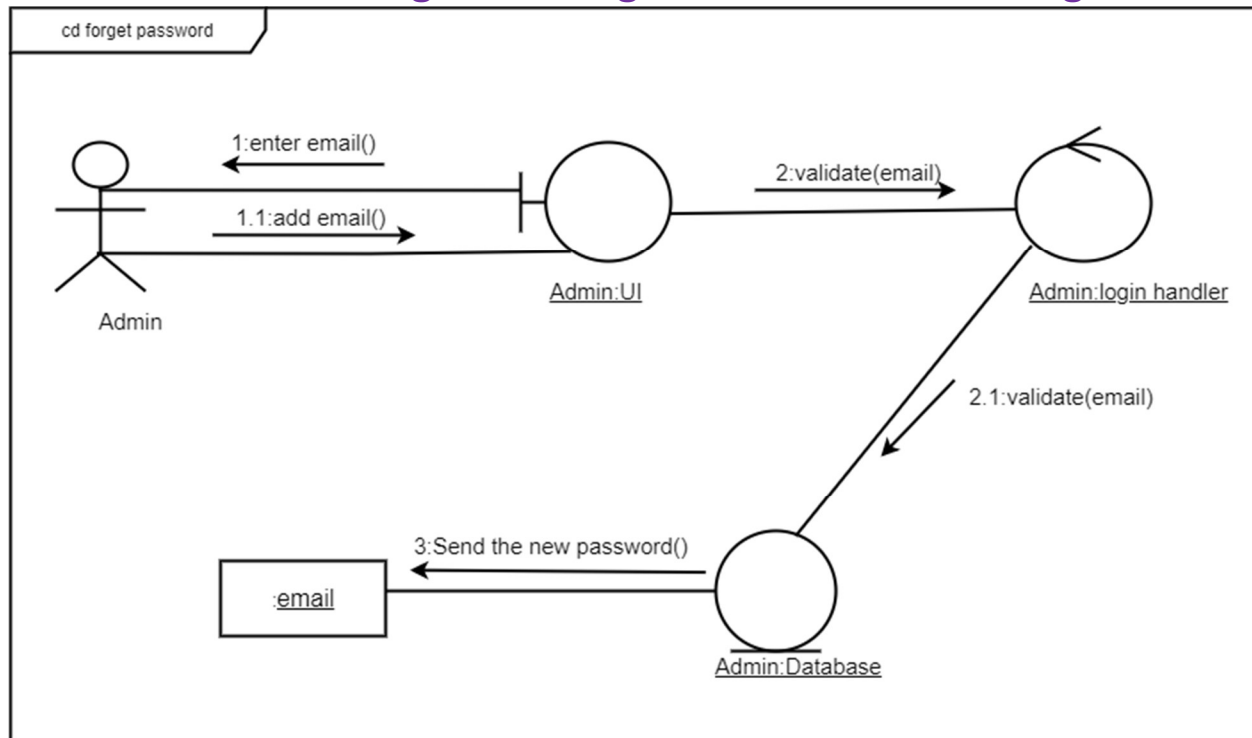 cd forget password
1:enter email()
2:validate(email)
1.1:add email()
Admin:UI
Admin:login handler
Admin
2.1:validate(email)
3:Send the new password()
:email
Admin:Database